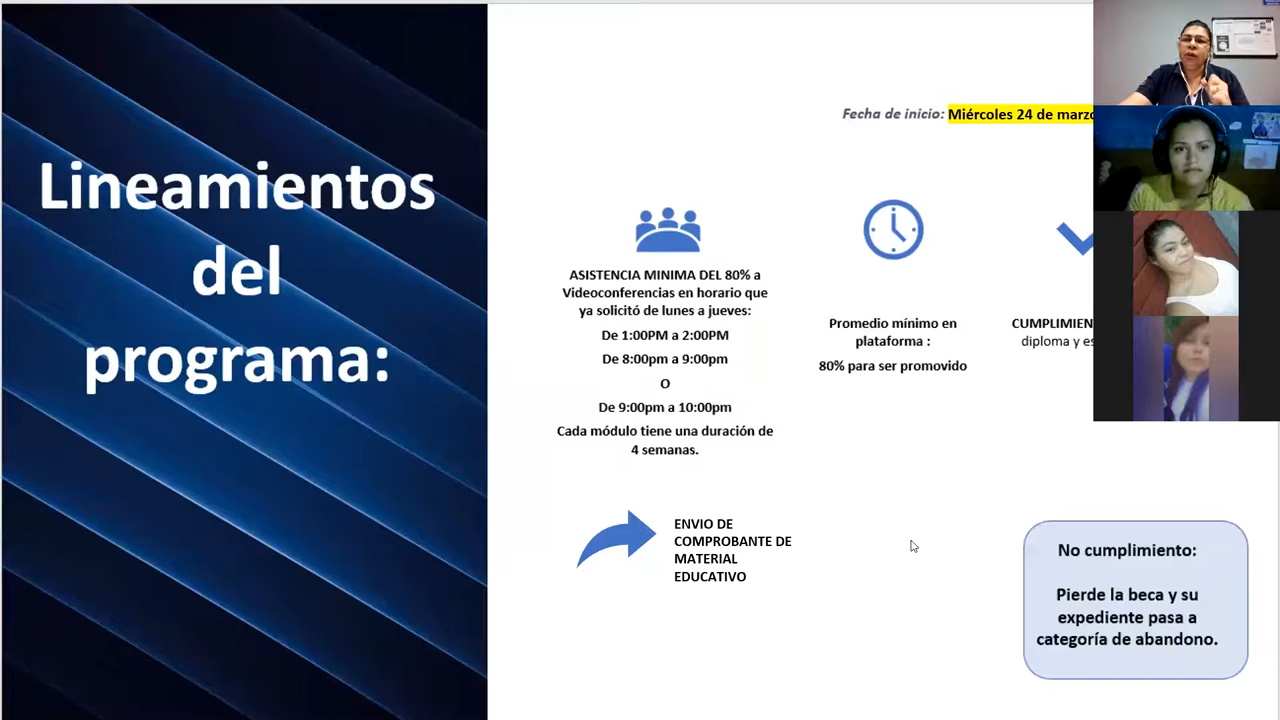 Lineamientos
del
programa:
Fecha de inicio: Miércoles 24 de marzo
ASISTENCIA MINIMA DEL 80% a
Videoconferencias en horario que
ya solicitó de lunes a jueves:
De 1:00PM a 2:00PM
De 8:00pm a 9:00pm
O
De 9:00pm a 10:00pm
Cada módulo tiene una duración de
4 semanas.
Promedio mínimo en
plataforma :
80% para ser promovido
CUMPLIMIEN
diploma y es
ENVIO DE
COMPROBANTE DE
MATERIAL
EDUCATIVO
No cumplimiento:
Pierde la beca y su
expediente pasa a
categoría de abandono.